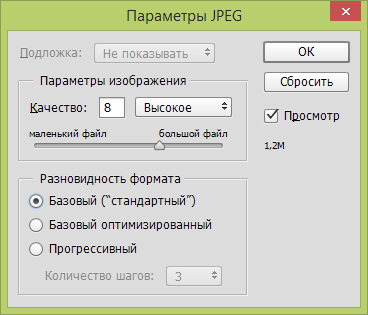 Параметры JPEG
Подложка: Не показывать
ОК
Параметры изображения
Сбросить
Качество: 8 Высокое
Просмотр
маленький файл большой файл
1,2M
Разновидность формата
Базовый (“стандартный”)
Базовый оптимизированный
Прогрессивный
Количество шагов: 3